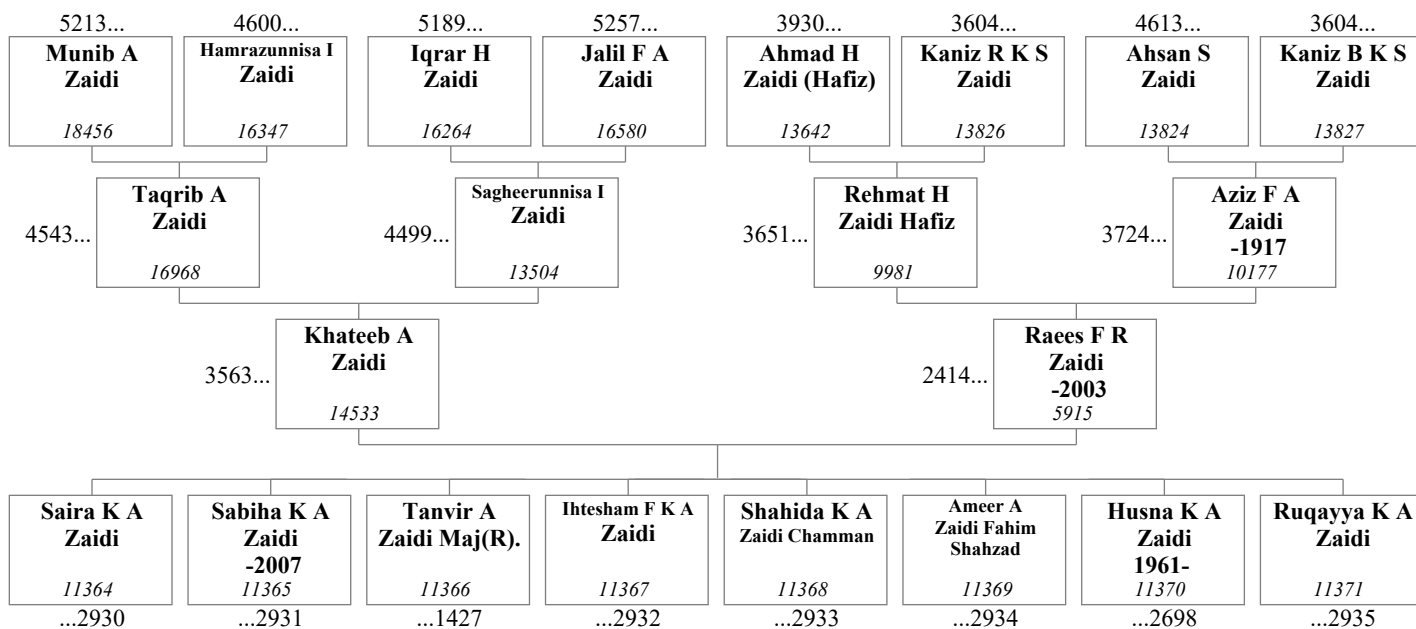 5213... 4600... 5189... 5257... 3930... 3604... 4613... 3604...
Munib A
Zaidi
18456
Hamrazunnisa I
Zaidi
16347
Iqrar H
Zaidi
16264
Jalil F A
Zaidi
16580
Ahmad H
Zaidi (Hafiz)
13642
Kaniz R K S
Zaidi
13826
Ahsan S
Zaidi
13824
Kaniz B K S
Zaidi
13827
4543...
Taqrib A
Zaidi
16968
4499...
Sagheerunnisa I
Zaidi
13504
3651...
Rehmat H
Zaidi Hafiz
9981
3724...
Aziz F A
Zaidi
-1917
10177
3563...
Khateeb A
Zaidi
14533
2414...
Raees F R
Zaidi
-2003
5915
Saira K A
Zaidi
11364
Sabiha K A
Zaidi
-2007
11365
Tanvir A
Zaidi Maj(R).
11366
Ihtesham F K A
Zaidi
11367
Shahida K A
Zaidi Chamman
11368
Ameer A
Zaidi Fahim
Shahzad
11369
Husna K A
Zaidi
1961-
11370
Ruqayya K A
Zaidi
11371
...2930 ...2931 ...1427 ...2932 ...2933 ...2934 ...2698 ...2935